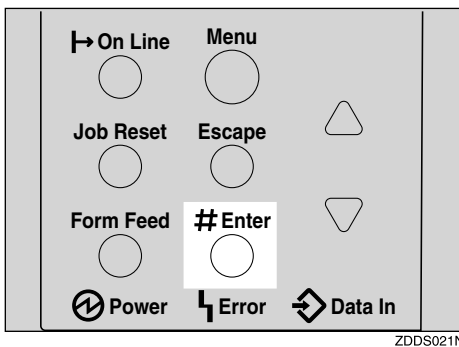 On Line Menu
Job Reset Escape
Form Feed # Enter
Power Error Data In
ZDDS021N